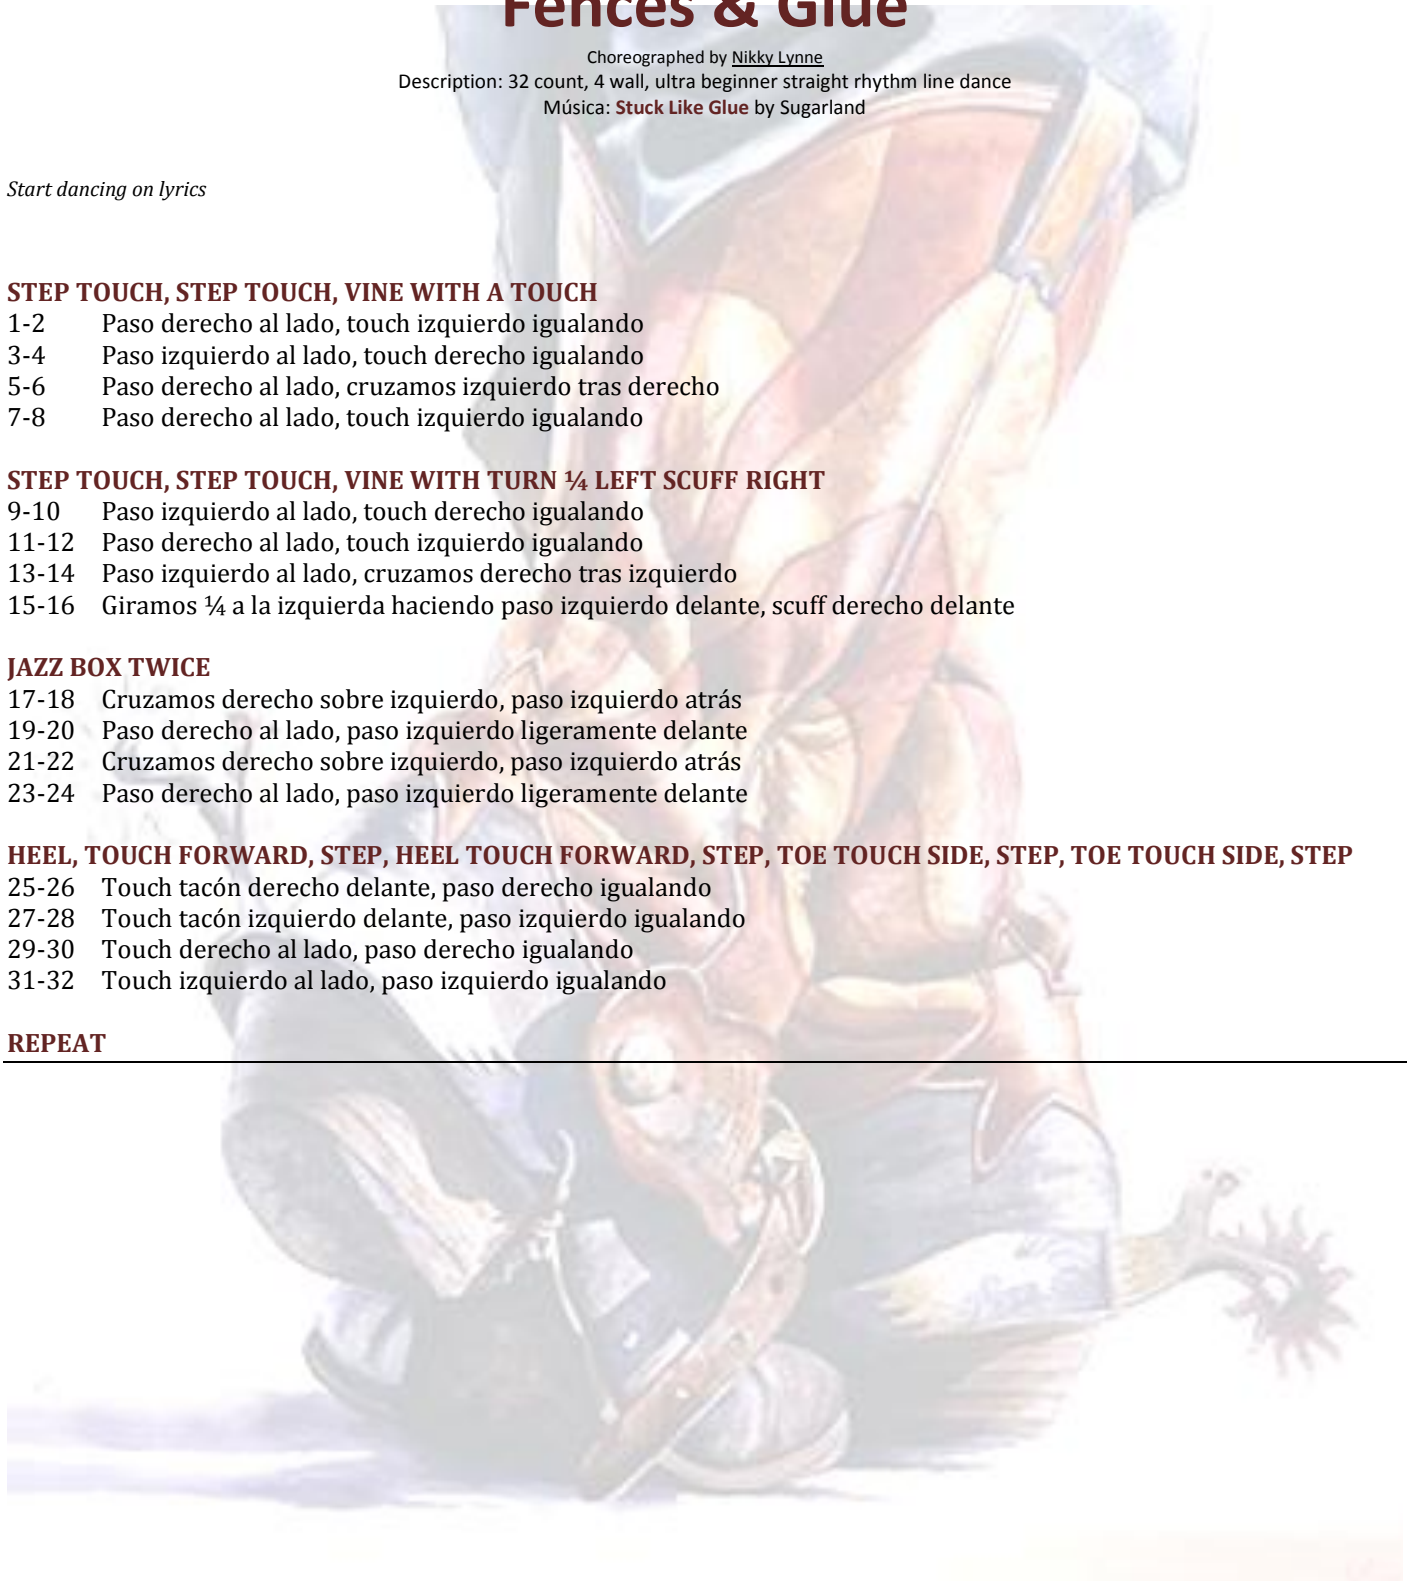 Fences & Glue
Choreographed by Nikky Lynne
Description: 32 count, 4 wall, ultra beginner straight rhythm line dance
Música: Stuck Like Glue by Sugarland
Start dancing on lyrics
STEP TOUCH, STEP TOUCH, VINE WITH A TOUCH
1-2 Paso derecho al lado, touch izquierdo igualando
3-4 Paso izquierdo al lado, touch derecho igualando
5-6 Paso derecho al lado, cruzamos izquierdo tras derecho
7-8 Paso derecho al lado, touch izquierdo igualando
STEP TOUCH, STEP TOUCH, VINE WITH TURN ¼ LEFT SCUFF RIGHT
9-10 Paso izquierdo al lado, touch derecho igualando
11-12 Paso derecho al lado, touch izquierdo igualando
13-14 Paso izquierdo al lado, cruzamos derecho tras izquierdo
15-16 Giramos ¼ a la izquierda haciendo paso izquierdo delante, scuff derecho delante
JAZZ BOX TWICE
17-18 Cruzamos derecho sobre izquierdo, paso izquierdo atrás
19-20 Paso derecho al lado, paso izquierdo ligeramente delante
21-22 Cruzamos derecho sobre izquierdo, paso izquierdo atrás
23-24 Paso derecho al lado, paso izquierdo ligeramente delante
HEEL, TOUCH FORWARD, STEP, HEEL TOUCH FORWARD, STEP, TOE TOUCH SIDE, STEP, TOE TOUCH SIDE, STEP
25-26 Touch tacón derecho delante, paso derecho igualando
27-28 Touch tacón izquierdo delante, paso izquierdo igualando
29-30 Touch derecho al lado, paso derecho igualando
31-32 Touch izquierdo al lado, paso izquierdo igualando
REPEAT